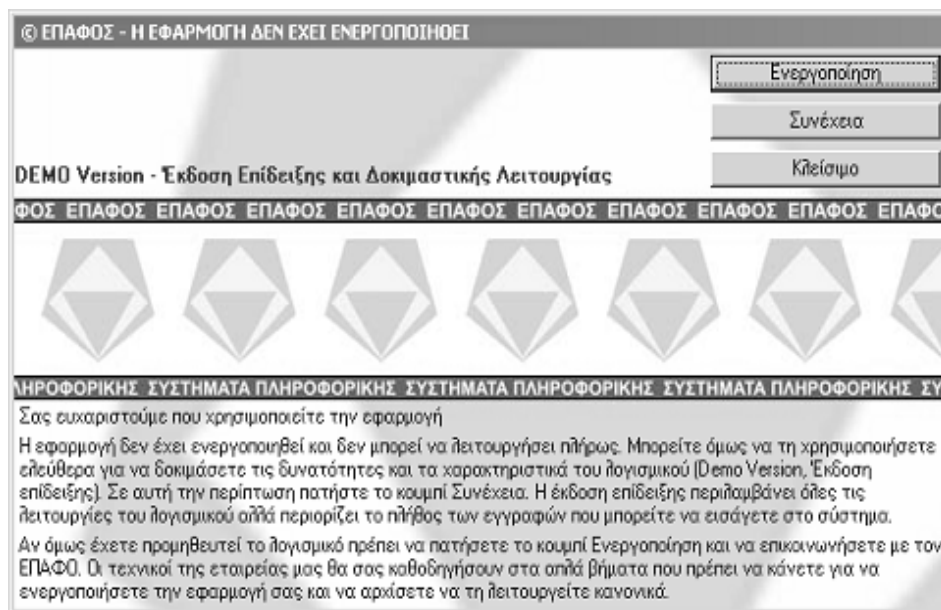 © ΕΠΑΦΟΣ - Η ΕΦΑΡΜΟΓΗ ΔΕΝ ΕΧΕΙ ΕΝΕΡΓΟΠΟΙΗΘΕΙ
Ενεργοποίηση
Συνέχεια
Κλείσιμο
DEMO Version - Έκδοση Επίδειξης και Δοκιμαστικής Λειτουργίας
ΦΟΣ ΕΠΑΦΟΣ ΕΠΑΦΟΣ ΕΠΑΦΟΣ ΕΠΑΦΟΣ ΕΠΑΦΟΣ ΕΠΑΦΟΣ ΕΠΑΦΟΣ ΕΠΑΦΟΣ ΕΠΑΦΟΣ ΕΠΑΦΟ
ΛΗΡΟΦΟΡΙΚΗΣ ΣΥΣΤΗΜΑΤΑ ΠΛΗΡΟΦΟΡΙΚΗΣ ΣΥΣΤΗΜΑΤΑ ΠΛΗΡΟΦΟΡΙΚΗΣ ΣΥΣΤΗΜΑΤΑ ΠΛΗΡΟΦΟΡΙΚΗΣ ΣΥ
Σας ευχαριστούμε που χρησιμοποιείτε την εφαρμογή
Η εφαρμογή δεν έχει ενεργοποιηθεί και δεν μπορεί να λειτουργήσει πλήρως. Μπορείτε όμως να τη χρησιμοποιήσετε
ελεύθερα για να δοκιμάσετε τις δυνατότητες και τα χαρακτηριστικά του λογισμικού (Demo Version, Έκδοση
επίδειξης). Σε αυτή την περίπτωση πατήστε το κουμπί Συνέχεια. Η έκδοση επίδειξης περιλαμβάνει όλες τις
λειτουργίες του λογισμικού αλλά περιορίζει το πλήθος των εγγραφών που μπορείτε να εισάγετε στο σύστημα.
Αν όμως έχετε προμηθευτεί το λογισμικό πρέπει να πατήσετε το κουμπί Ενεργοποίηση και να επικοινωνήσετε με τον
ΕΠΑΦΟ. Οι τεχνικοί της εταιρείας μας θα σας καθοδηγήσουν στα απλά βήματα που πρέπει να κάνετε για να
ενεργοποιήσετε την εφαρμογή σας και να αρχίσετε να τη λειτουργείτε κανονικά.